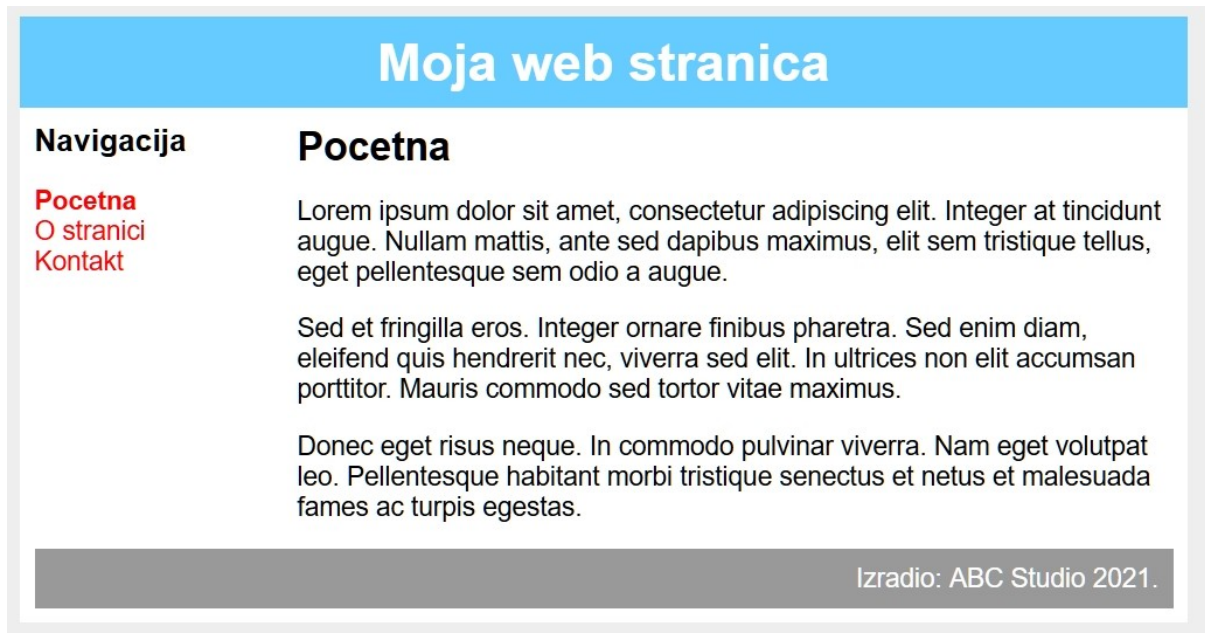 Moja web stranica
Navigacija
Pocetna
O stranici
Kontakt
Pocetna
Lorem ipsum dolor sit amet, consectetur adipiscing elit. Integer at tincidunt
augue. Nullam mattis, ante sed dapibus maximus, elit sem tristique tellus,
eget pellentesque sem odio a augue.
Sed et fringilla eros. Integer ornare finibus pharetra. Sed enim diam,
eleifend quis hendrerit nec, viverra sed elit. In ultrices non elit accumsan
porttitor. Mauris commodo sed tortor vitae maximus.
Donec eget risus neque. In commodo pulvinar viverra. Nam eget volutpat
leo. Pellentesque habitant morbi tristique senectus et netus et malesuada
fames ac turpis egestas.
Izradio: ABC Studio 2021.